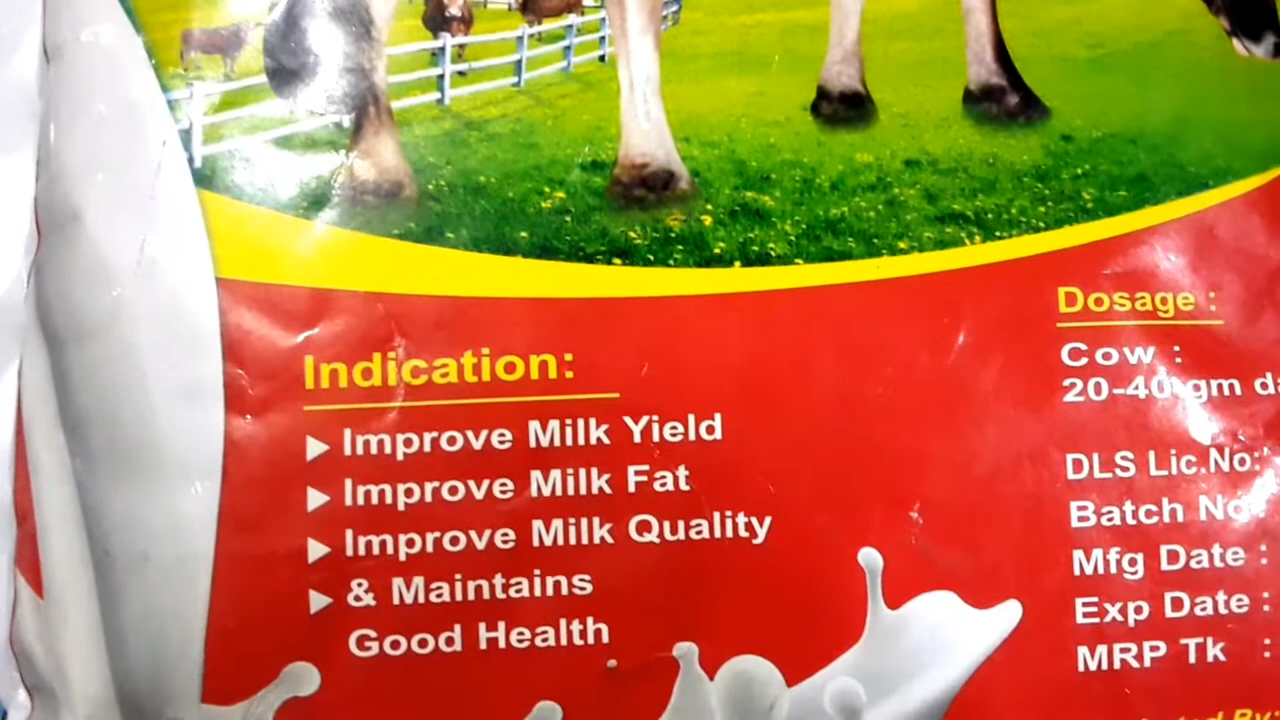 Indication:
▶ Improve Milk Yield
▶ Improve Milk Fat
▶ Improve Milk Quality
▶ & Maintains
Good Health
Dosage :
Cow :
20-40 gm
DLS Lic.No:
Batch No.
Mfg Date :
Exp Date :
MRP Tk :
By: